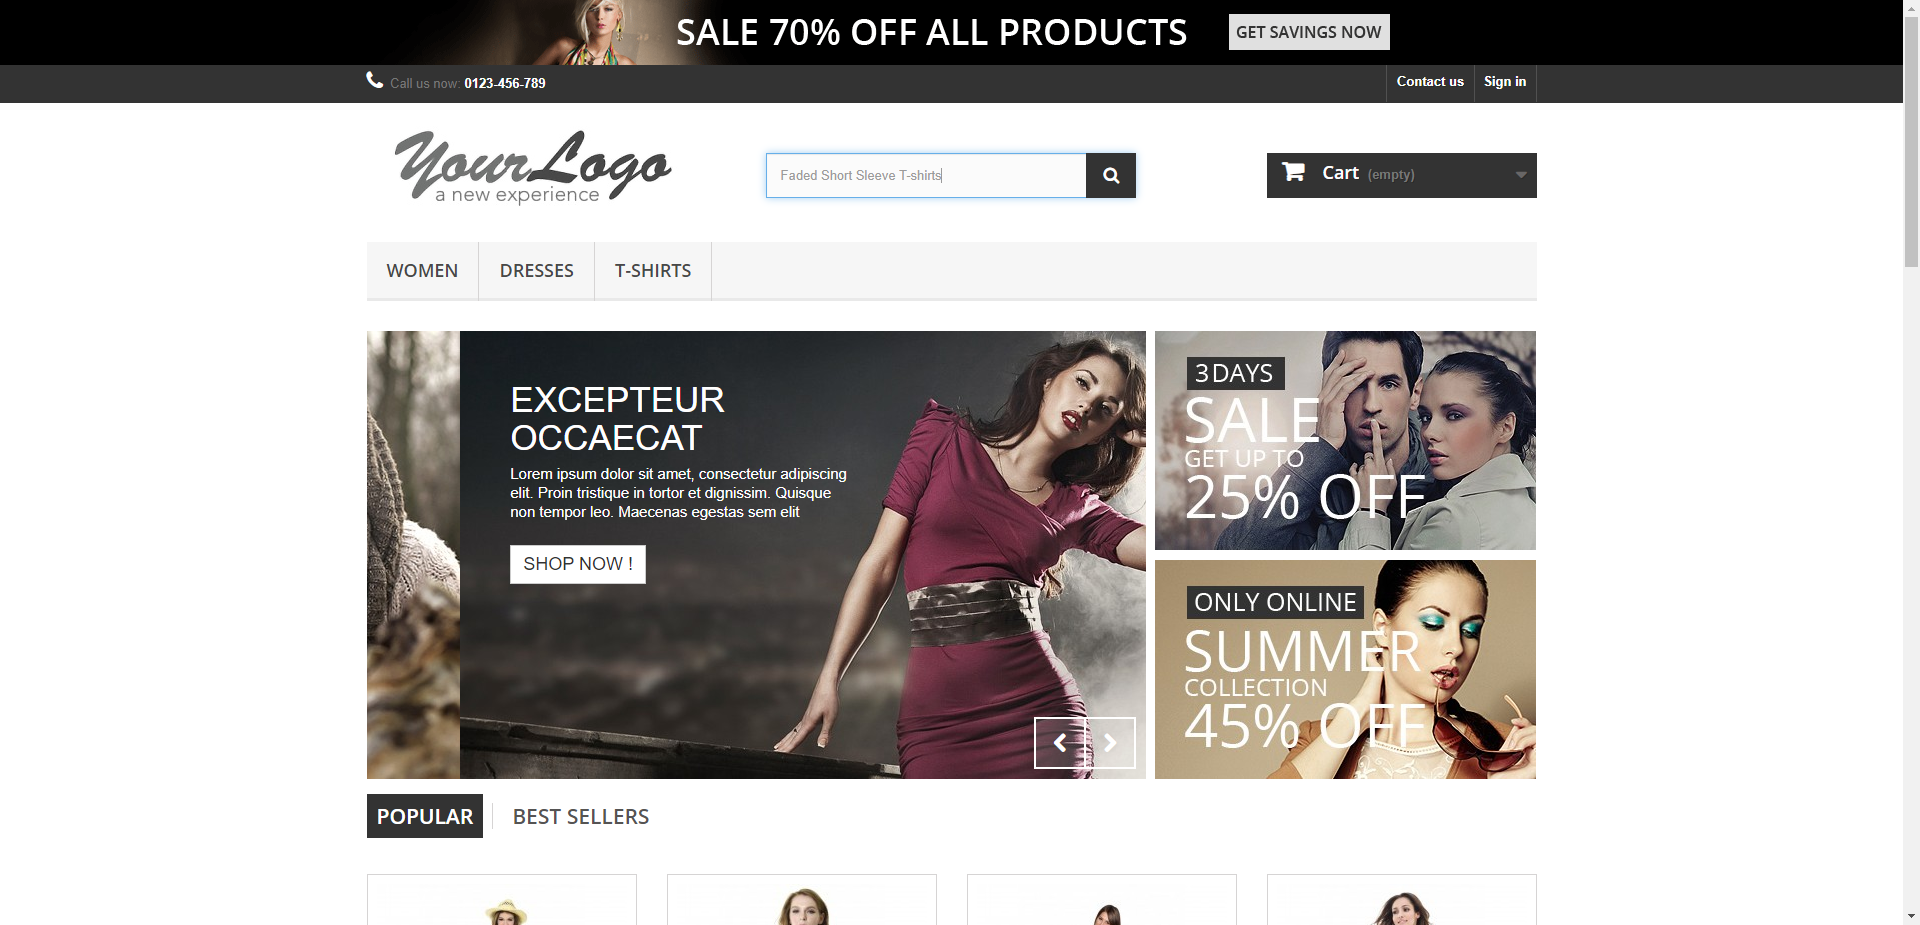 SALE 70% OFF ALL PRODUCTS
GET SAVINGS NOW
Call us now: 0123-456-789
Contact us
Sign in
YourLogo
a new experience
Faded Short Sleeve T-shirts
Cart (empty)
WOMEN
DRESSES
T-SHIRTS
EXCEPTEUR
OCCAECAT
Lorem ipsum dolor sit amet, consectetur adipiscing
elit. Proin tristique in tortor et dignissim. Quisque
non tempor leo. Maecenas egestas sem elit
SHOP NOW !
3 DAYS
SALE
GET UP TO
25% OFF
ONLY ONLINE
SUMMER
COLLECTION
45% OFF
POPULAR
BEST SELLERS